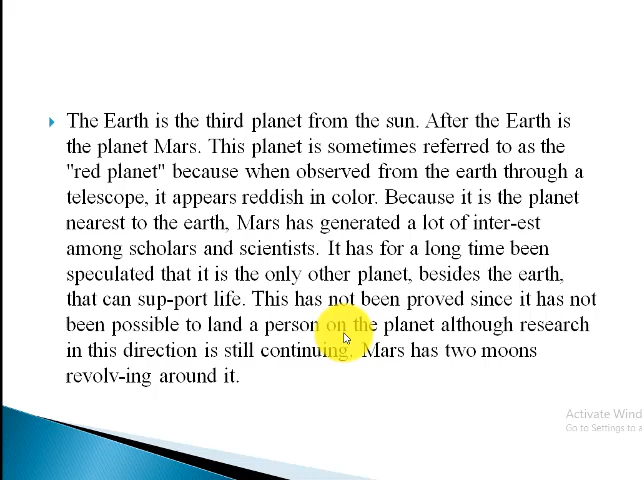 The Earth is the third planet from the sun. After the Earth is
the planet Mars. This planet is sometimes referred to as the
"red planet" because when observed from the earth through a
telescope, it appears reddish in color. Because it is the planet
nearest to the earth, Mars has generated a lot of inter-est
among scholars and scientists. It has for a long time been
speculated that it is the only other planet, besides the earth,
that can sup-port life. This has not been proved since it has not
been possible to land a person on the planet although research
in this direction is still continuing. Mars has two moons
revolv-ing around it.
Activate Wind
Go to Settings to a